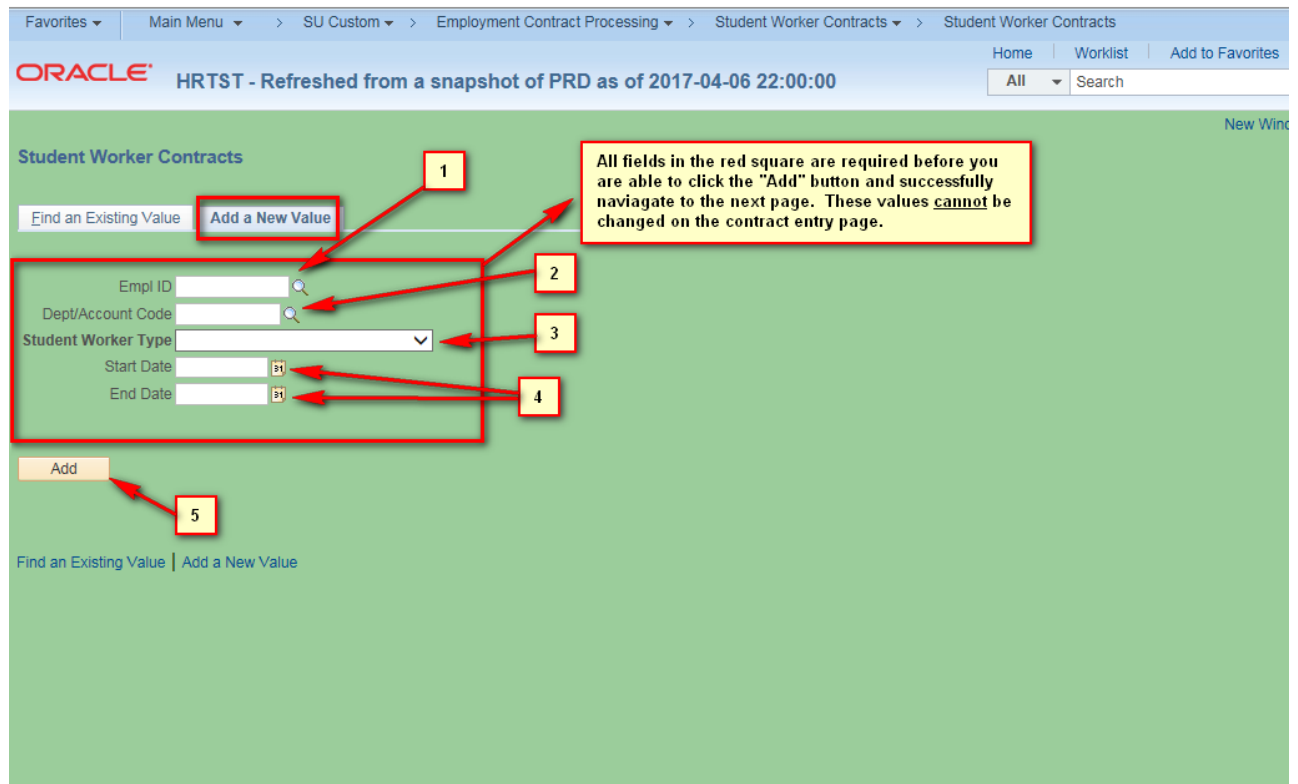 Favorites Main Menu > SU Custom > Employment Contract Processing > Student Worker Contracts > Student Worker Contracts
Home Worklist Add to Favorites
ORACLE HRTST - Refreshed from a snapshot of PRD as of 2017-04-06 22:00:00
All Search
New Wind
Student Worker Contracts
1
All fields in the red square are required before you
are able to click the "Add" button and successfully
naviagate to the next page. These values cannot be
changed on the contract entry page.
Find an Existing Value Add a New Value
Empl ID
2
Dept/Account Code
Student Worker Type
3
Start Date 31
End Date 31
4
Add
5
Find an Existing Value | Add a New Value